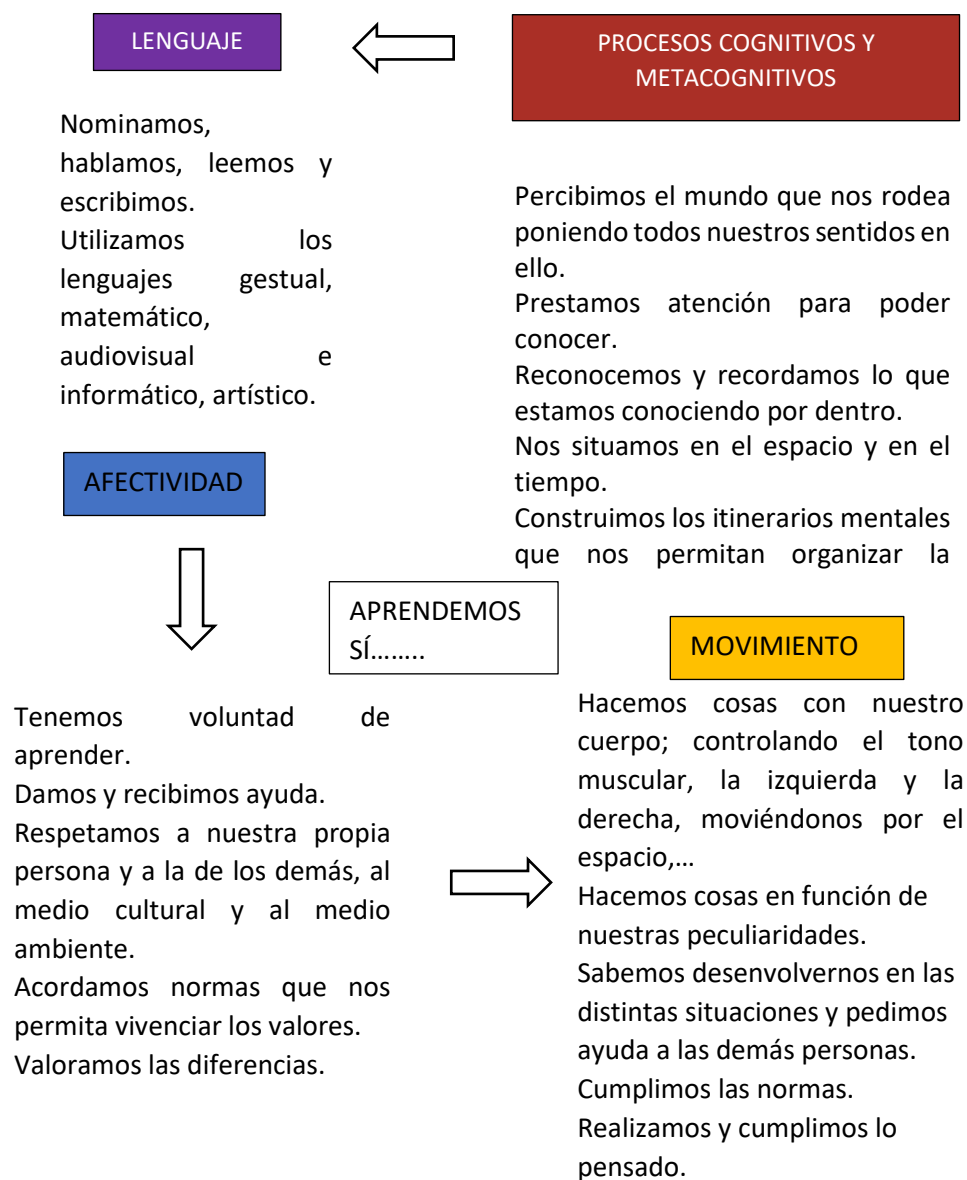 LENGUAJE
PROCESOS COGNITIVOS Y
METACOGNITIVOS
Nominamos,
hablamos, leemos y
escribimos.
Utilizamos los
lenguajes gestual,
matemático,
audiovisual e
informático, artístico.
Percibimos el mundo que nos rodea
poniendo todos nuestros sentidos en
ello.
Prestamos atención para poder
conocer.
Reconocemos y recordamos lo que
estamos conociendo por dentro.
Nos situamos en el espacio y en el
tiempo.
Construimos los itinerarios mentales
que nos permitan organizar la
AFECTIVIDAD
APRENDEMOS
SÍ........
MOVIMIENTO
Tenemos voluntad de
aprender.
Damos y recibimos ayuda.
Respetamos a nuestra propia
persona y a la de los demás, al
medio cultural y al medio
ambiente.
Acordamos normas que nos
permita vivenciar los valores.
Valoramos las diferencias.
Hacemos cosas con nuestro
cuerpo; controlando el tono
muscular, la izquierda y la
derecha, moviéndonos por el
espacio,...
Hacemos cosas en función de
nuestras peculiaridades.
Sabemos desenvolvernos en las
distintas situaciones y pedimos
ayuda a las demás personas.
Cumplimos las normas.
Realizamos y cumplimos lo
pensado.